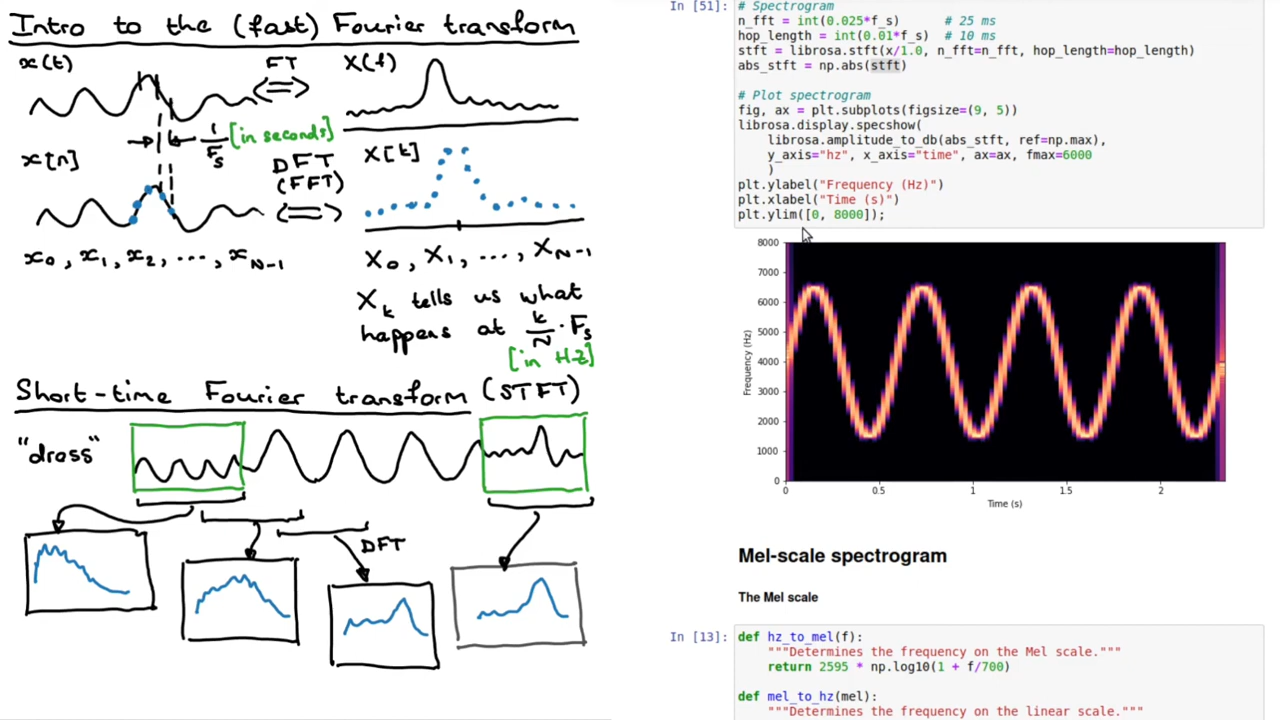 Intro to the (fast) Fourier transform
x(t)
FT
X(f)
1/Fs [in seconds]
x[n]
DFT
(FFT)
X[k]
x0, x1, x2, ..., xN-1
X0, X1, ..., XN-1
Xk tells us what
happens at k/N · Fs
[in Hz]
Short-time Fourier transform (STFT)
"dross"
DFT
In [51]:
# Spectrogram
n_fft = int(0.025*f_s)       # 25 ms
hop_length = int(0.01*f_s)  # 10 ms
stft = librosa.stft(x/1.0, n_fft=n_fft, hop_length=hop_length)
abs_stft = np.abs(stft)
# Plot spectrogram
fig, ax = plt.subplots(figsize=(9, 5))
librosa.display.specshow(
librosa.amplitude_to_db(abs_stft, ref=np.max),
y_axis="hz", x_axis="time", ax=ax, fmax=6000
)
plt.ylabel("Frequency (Hz)")
plt.xlabel("Time (s)")
plt.ylim([0, 8000]);
8000
7000
6000
5000
4000
3000
2000
1000
0
Frequency (Hz)
0 0.5 1 1.5 2
Time (s)
Mel-scale spectrogram
The Mel scale
In [13]:
def hz_to_mel(f):
"""Determines the frequency on the Mel scale."""
return 2595 * np.log10(1 + f/700)
def mel_to_hz(mel):
"""Determines the frequency on the linear scale."""